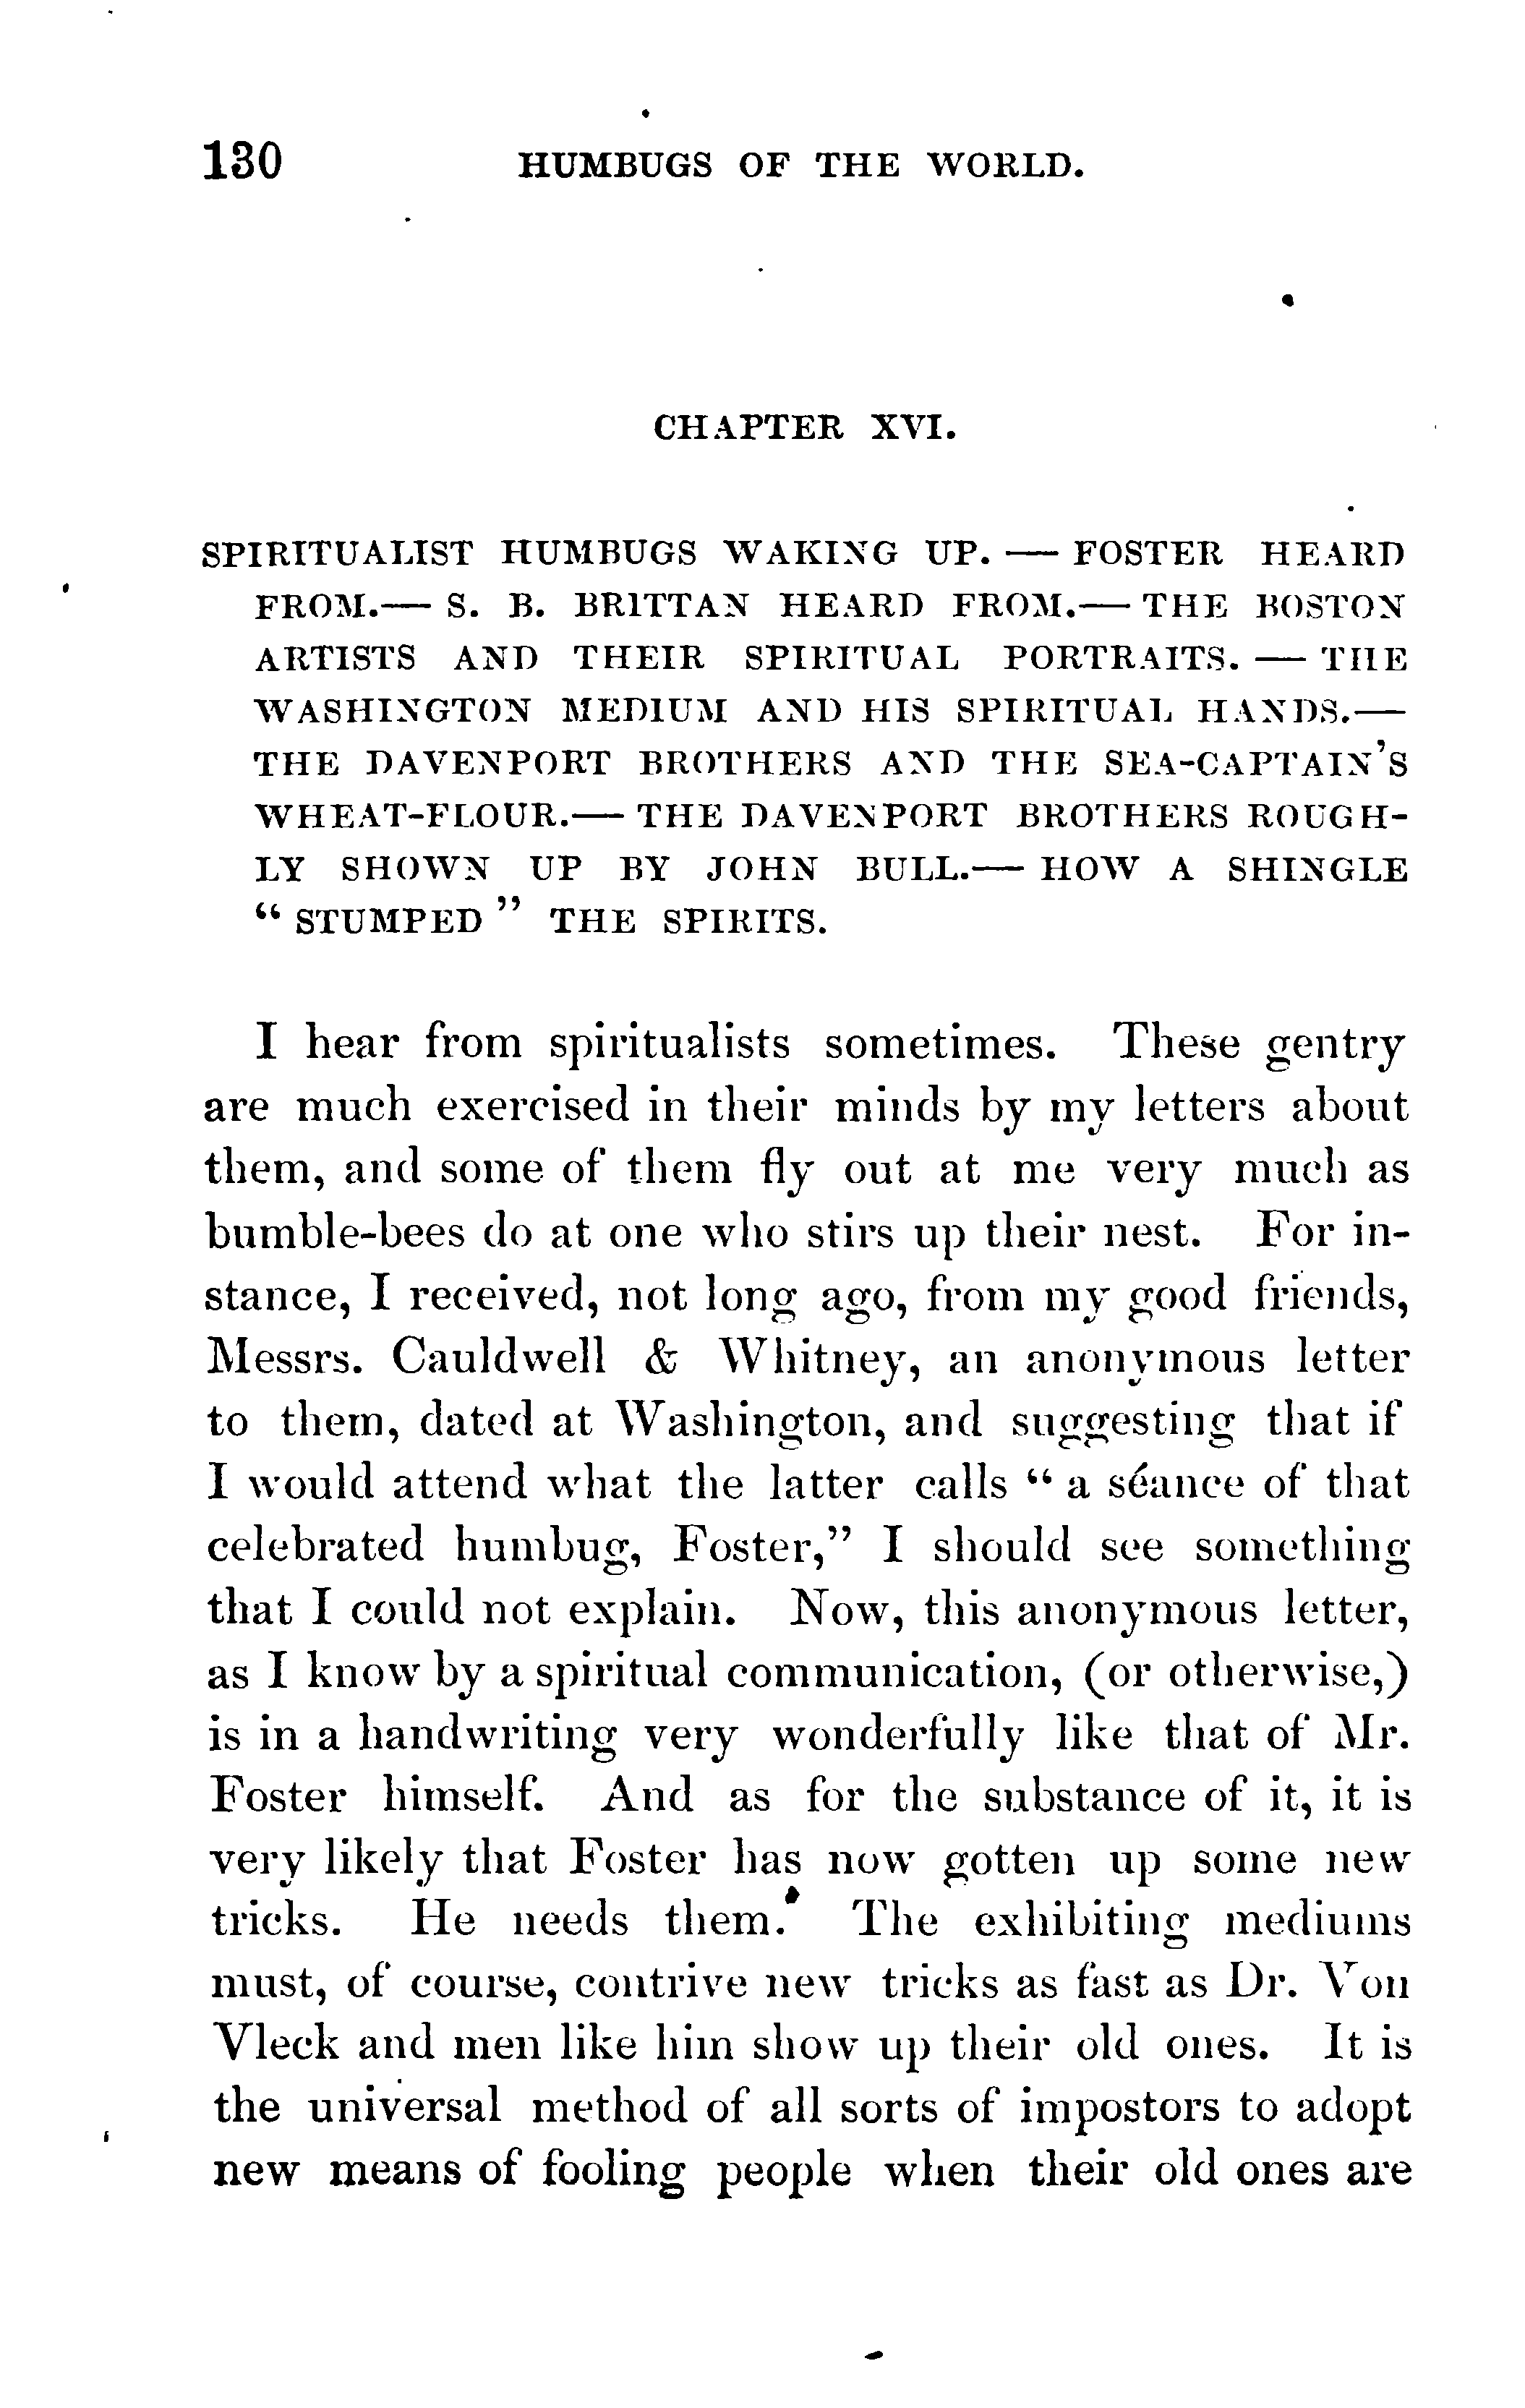 130 HUMBUGS OF THE WORLD.
CHAPTER XVI.
SPIRITUALIST HUMBUGS WAKING UP. — FOSTER HEARD
FROM.— S. B. BRITTAN HEARD FROM.— THE BOSTON
ARTISTS AND THEIR SPIRITUAL PORTRAITS. — THE
WASHINGTON MEDIUM AND HIS SPIRITUAL HANDS.—
THE DAVENPORT BROTHERS AND THE SEA-CAPTAIN'S
WHEAT-FLOUR.— THE DAVENPORT BROTHERS ROUGH-
LY SHOWN UP BY JOHN BULL.— HOW A SHINGLE
“ STUMPED ” THE SPIRITS.
I hear from spiritualists sometimes. These gentry
are much exercised in their minds by my letters about
them, and some of them fly out at me very much as
bumble-bees do at one who stirs up their nest. For in-
stance, I received, not long ago, from my good friends,
Messrs. Cauldwell & Whitney, an anonymous letter
to them, dated at Washington, and suggesting that if
I would attend what the latter calls “ a séance of that
celebrated humbug, Foster,” I should see something
that I could not explain. Now, this anonymous letter,
as I know by a spiritual communication, (or otherwise,)
is in a handwriting very wonderfully like that of Mr.
Foster himself. And as for the substance of it, it is
very likely that Foster has now gotten up some new
tricks. He needs them. The exhibiting mediums
must, of course, contrive new tricks as fast as Dr. Von
Vleck and men like him show up their old ones. It is
the universal method of all sorts of impostors to adopt
new means of fooling people when their old ones are